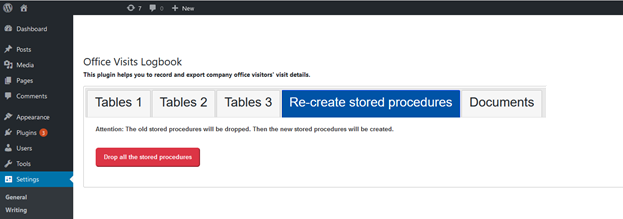 7 0 New
Dashboard
Posts
Media
Pages
Comments
Appearance
Plugins 3
Users
Tools
Settings
General
Writing
Office Visits Logbook
This plugin helps you to record and export company office visitors' visit details.
Tables 1 Tables 2 Tables 3 Re-create stored procedures Documents
Attention: The old stored procedures will be dropped. Then the new stored procedures will be created.
Drop all the stored procedures